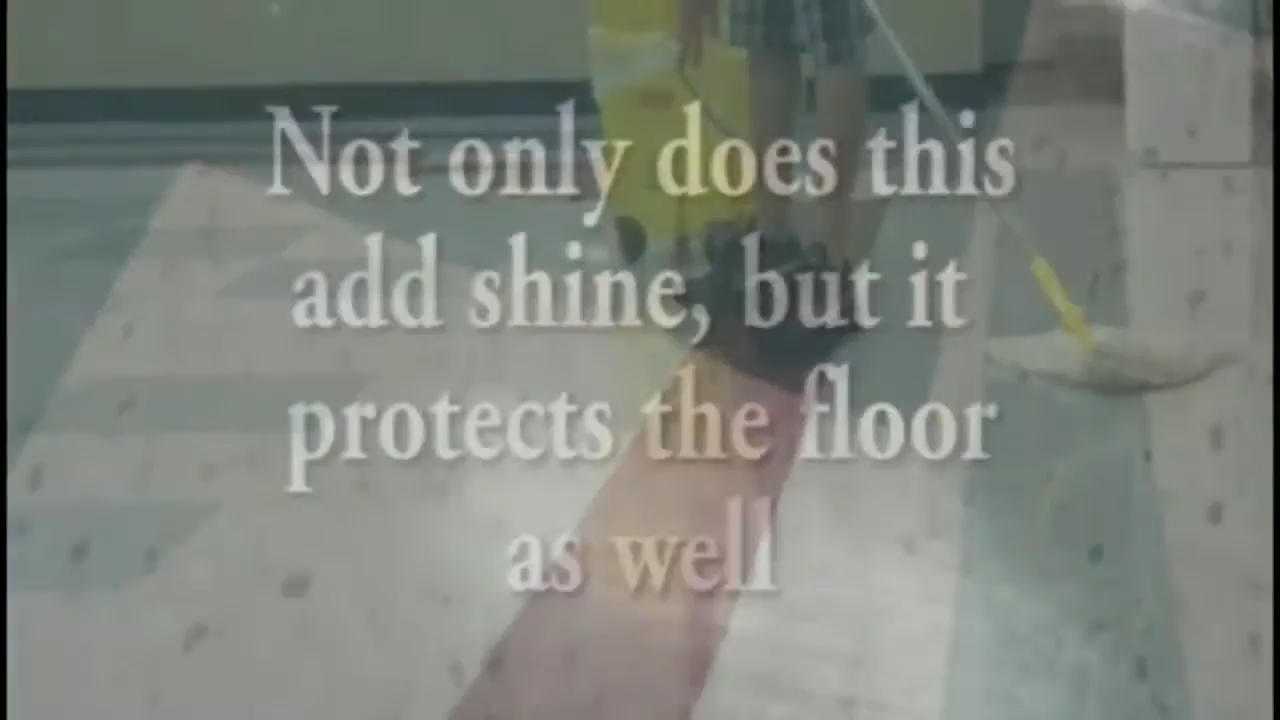 Not only does this
add shine, but it
protects the floor
as well